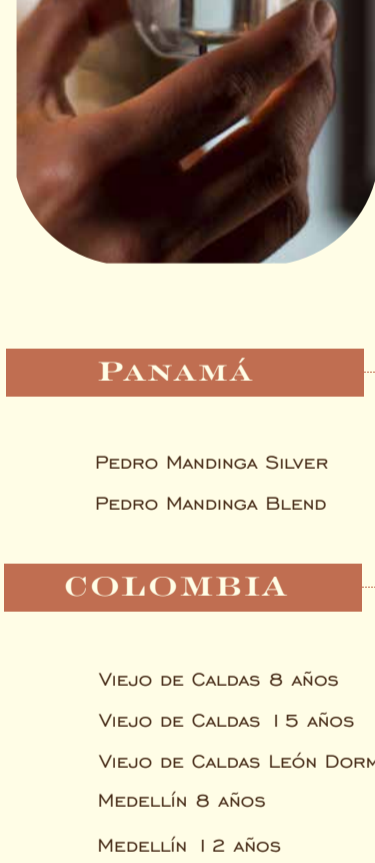 PANAMÁ
PEDRO MANDINGA SILVER
PEDRO MANDINGA BLEND
COLOMBIA
VIEJO DE CALDAS 8 AÑOS
VIEJO DE CALDAS 15 AÑOS
VIEJO DE CALDAS LEÓN
MEDELLÍN 8 AÑOS
MEDELLÍN 12 AÑOS